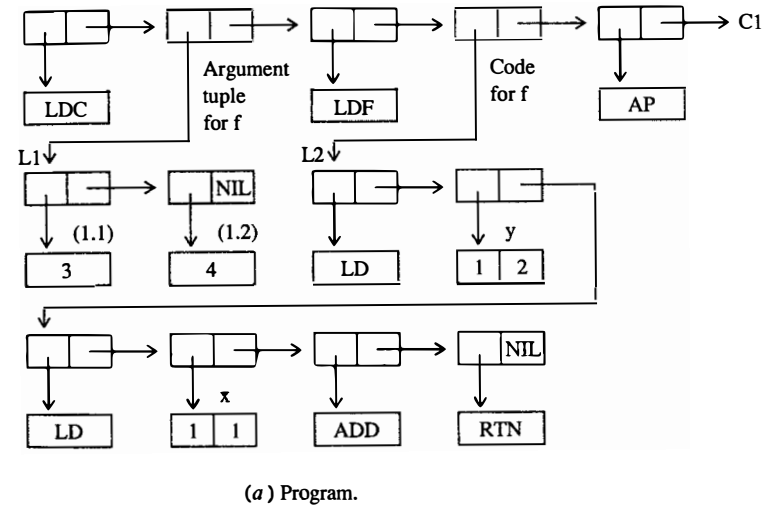 C1
Argument
tuple
for f
Code
for f
LDC
LDF
AP
L1
L2
NIL
(1.1)
(1.2)
y
3
4
LD
1 2
NIL
x
LD
1 1
ADD
RTN
(a) Program.